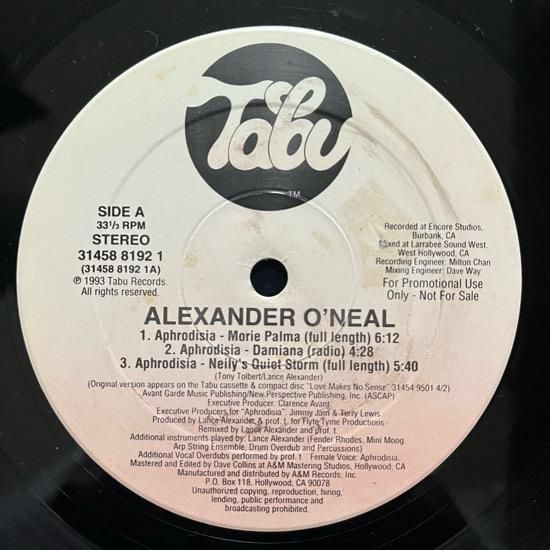 Tabu
TM
SIDE A
33 1/3 RPM
STEREO
31458 8192 1
(31458 8192 1A)
℗ 1993 Tabu Records.
All rights reserved.
Recorded at Encore Studios,
Burbank, CA
Mixed at Larrabee Sound West,
West Hollywood, CA
Recording Engineer: Milton Chan
Mixing Engineer: Dave Way
For Promotional Use
Only - Not For Sale
ALEXANDER O'NEAL
1. Aphrodisia - Morie Palma (full length) 6:12
2. Aphrodisia - Damiana (radio) 4:28
3. Aphrodisia - Neily's Quiet Storm (full length) 5:40
(Tony Tolbert/Lance Alexander)
(Original version appears on the Tabu cassette & compact disc "Love Makes No Sense" 31454 9501 4/2)
Avant Garde Music Publishing/New Perspective Publishing, Inc. (ASCAP)
Executive Producer: Clarence Avant
Executive Producers for "Aphrodisia": Jimmy Jam & Terry Lewis
Produced by Lance Alexander & prof. t. for Flyte Tyme Productions
Remixed by Lance Alexander and prof. t.
Additional instruments played by: Lance Alexander (Fender Rhodes, Mini Moog,
Arp String Ensemble, Drum Overdub and Percussions)
Additional Vocal Overdubs performed by prof. t. Female Voice: Aphrodisia.
Mastered and Edited by Dave Collins at A&M Mastering Studios, Hollywood, CA
Manufactured and distributed by A&M Records, Inc.
P.O. Box 118, Hollywood, CA 90078
Unauthorized copying, reproduction, hiring,
lending, public performance and
broadcasting prohibited.